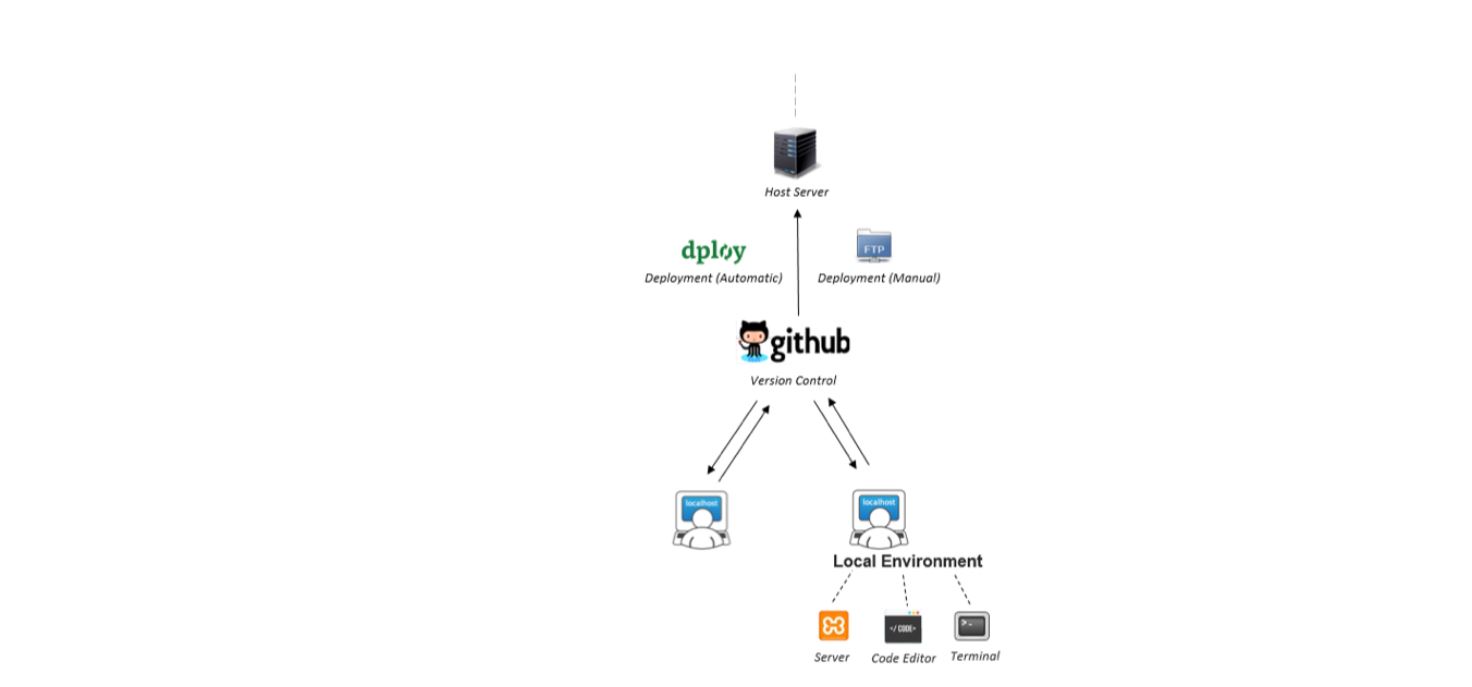 Host Server
dploy
FTP
Deployment (Automatic)
Deployment (Manual)
github
Version Control
localhost
localhost
Local Environment
</ CODE>
>-
Server
Code Editor
Terminal